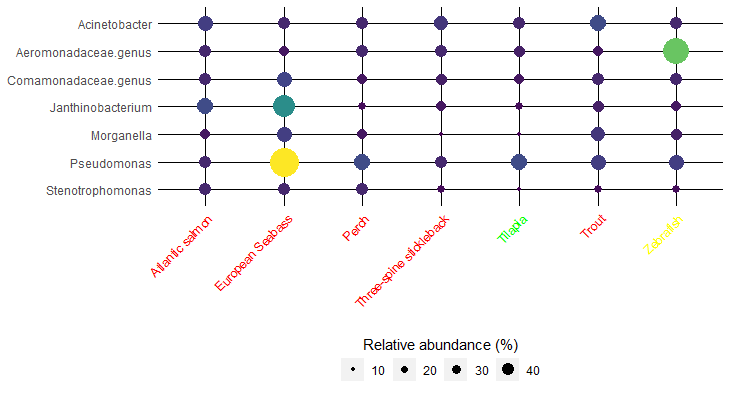 Acinetobacter
Aeromonadaceae.genus
Comamonadaceae.genus
Janthinobacterium
Morganella
Pseudomonas
Stenotrophomonas
Atlantic salmon
European Seabass
Perch
Three-spine stickleback
Tilapia
Trout
Zebrafish
Relative abundance (%)
10 20 30 40